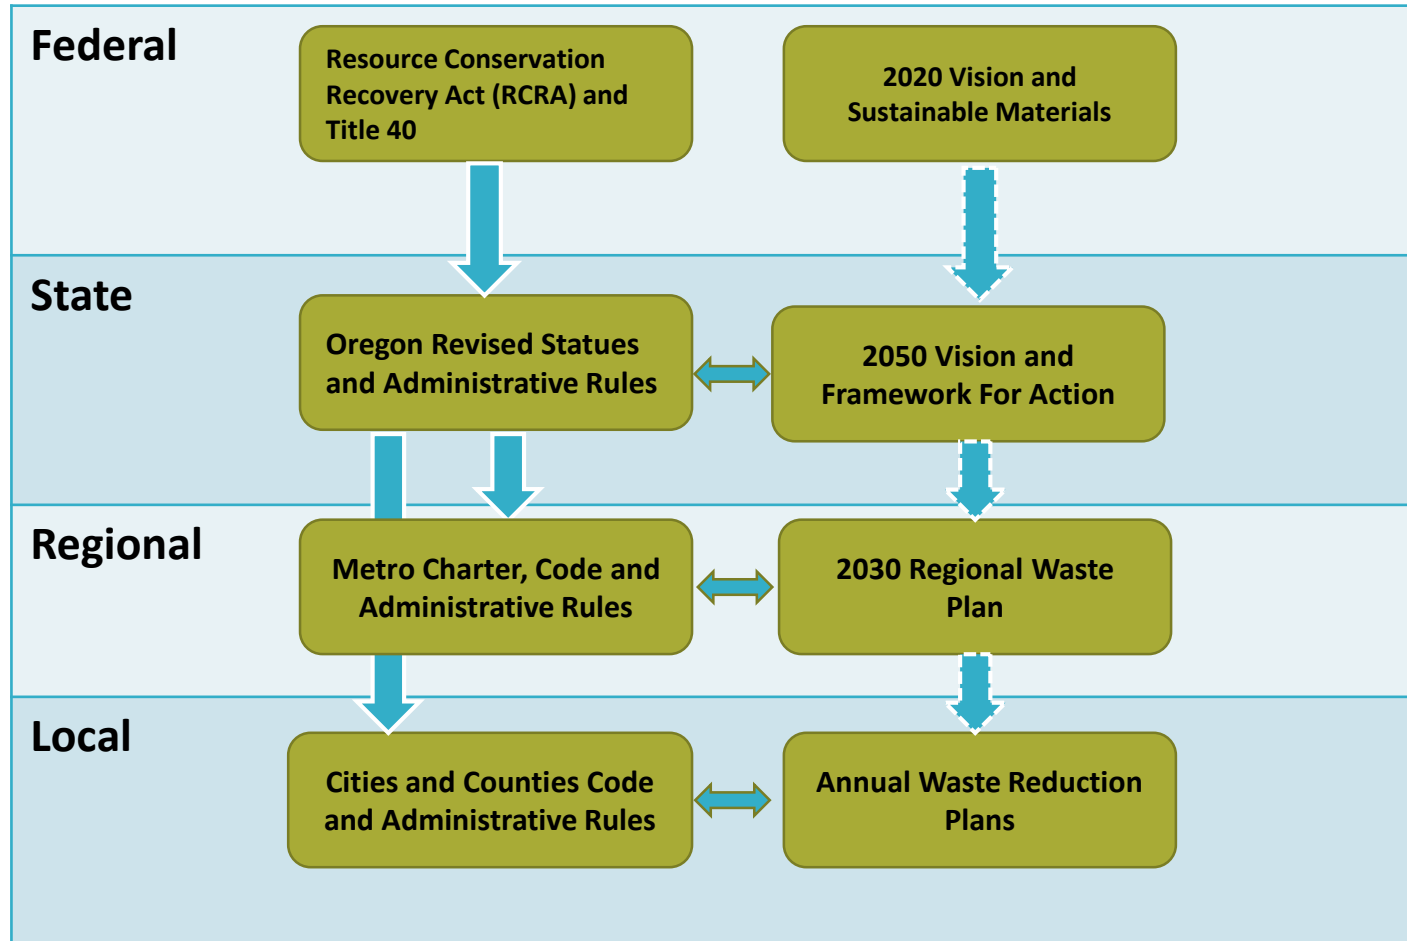 Federal
Resource Conservation
Recovery Act (RCRA) and
Title 40
2020 Vision and
Sustainable Materials
State
Oregon Revised Statues
and Administrative Rules
2050 Vision and
Framework For Action
Regional
Metro Charter, Code and
Administrative Rules
2030 Regional Waste
Plan
Local
Cities and Counties Code
and Administrative Rules
Annual Waste Reduction
Plans